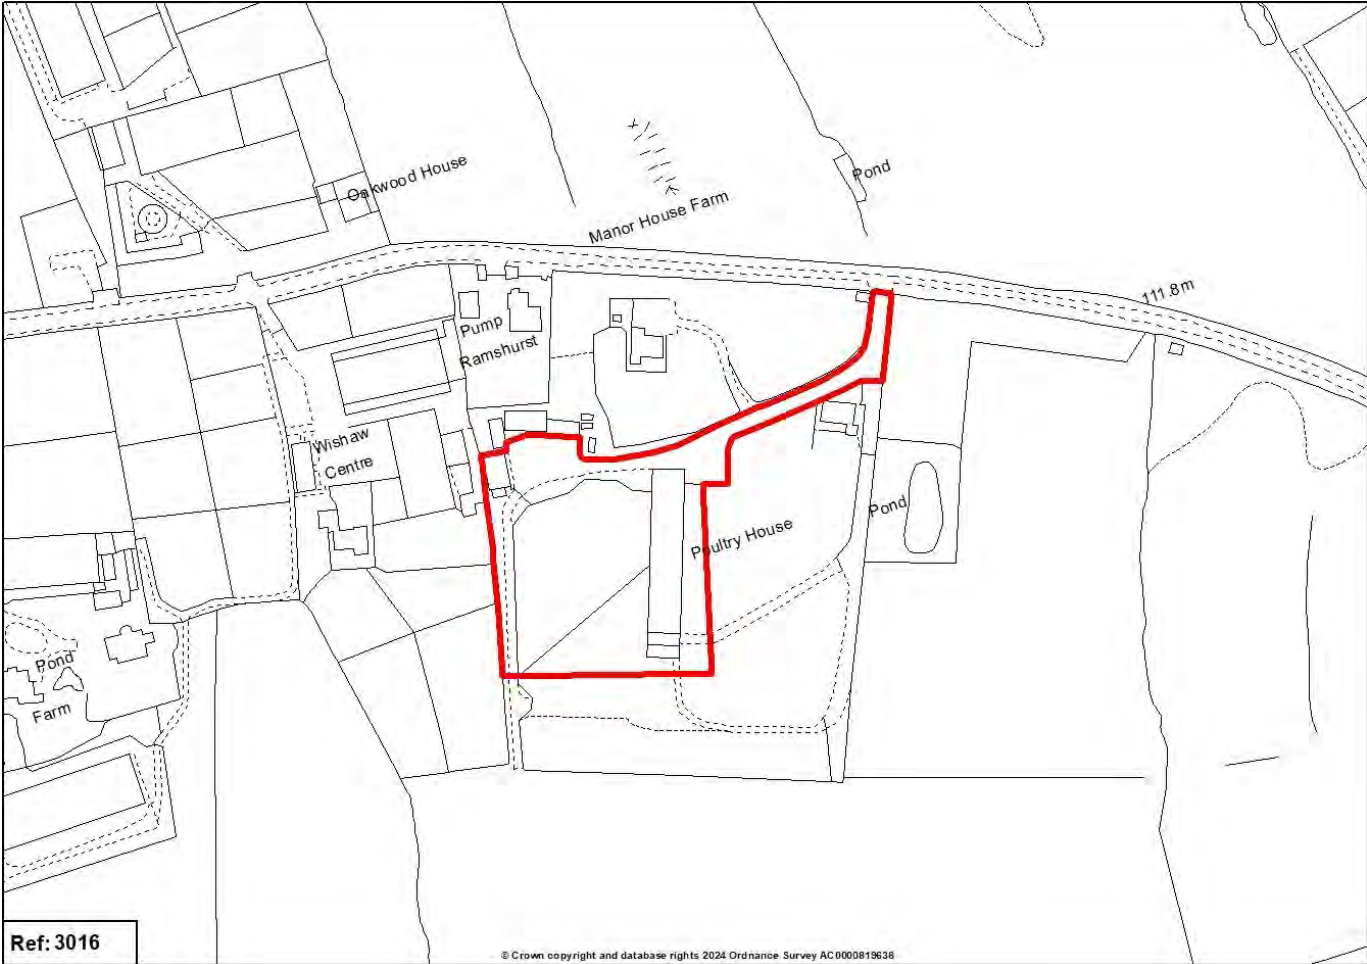 Oakwood House
Pond
Manor House Farm
111.8m
Pump
Ramshurst
Wishaw
Centre
Pond
Poultry House
Pond
Farm
Ref: 3016
© Crown copyright and database rights 2024 Ordnance Survey AC0000819638